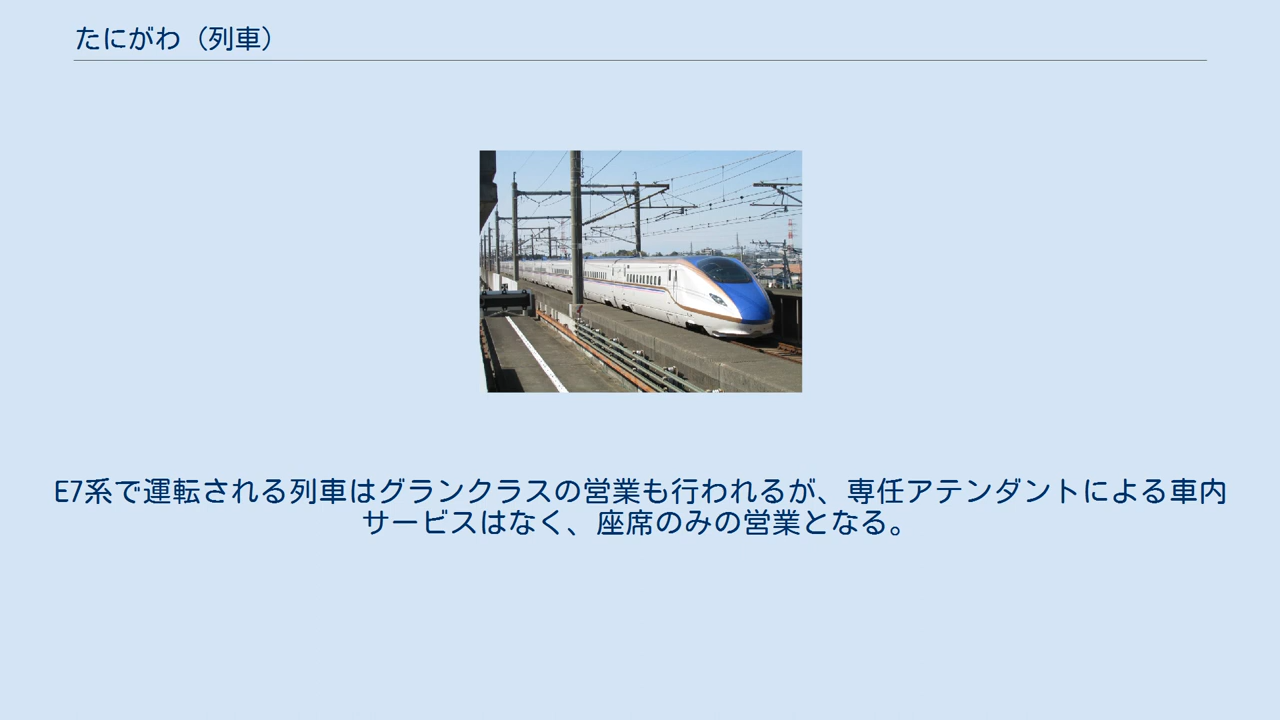 たにがわ（列車）
E7系で運転される列車はグランクラスの営業も行われるが、専任アテンダントによる車内
サービスはなく、座席のみの営業となる。